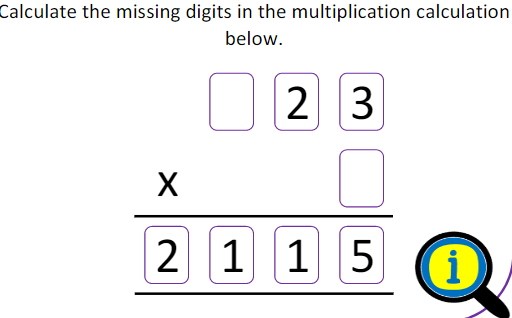 Calculate the missing digits in the multiplication calculation
below.
2 3
x
2 1 1 5
i